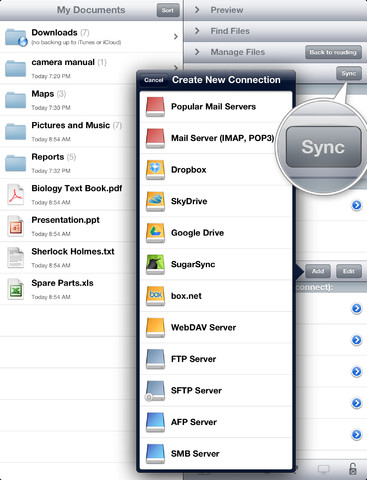 My Documents
Sort
Downloads (7)
(no backing up to iTunes or iCloud)
camera manual (1)
Today 7:20 PM
Maps (3)
Today 7:30 PM
Pictures and Music (7)
Today 8:54 AM
Reports (7)
Today 5:32 PM
Biology Text Book.pdf
Today 8:54 AM
Presentation.ppt
Today 8:54 AM
Sherlock Holmes.txt
Today 8:54 AM
Spare Parts.xls
Today 8:54 AM
Preview
Find Files
Manage Files
Back to reading
Sync
Sync
Cancel
Create New Connection
Popular Mail Servers
Mail Server (IMAP, POP3)
Dropbox
SkyDrive
Google Drive
SugarSync
box
box.net
WebDAV Server
FTP Server
SFTP Server
AFP Server
SMB Server
Add
Edit
connect):